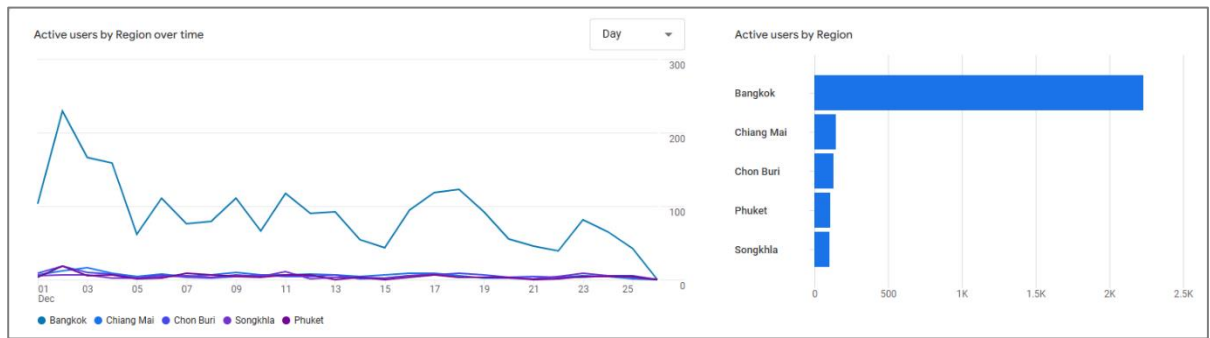 Active users by Region over time
Day
300
200
100
0
01 03 05 07 09 11 13 15 17 19 21 23 25
Dec
Bangkok Chiang Mai Chon Buri Songkhla Phuket
Active users by Region
Bangkok
Chiang Mai
Chon Buri
Phuket
Songkhla
0 500 1K 1.5K 2K 2.5K